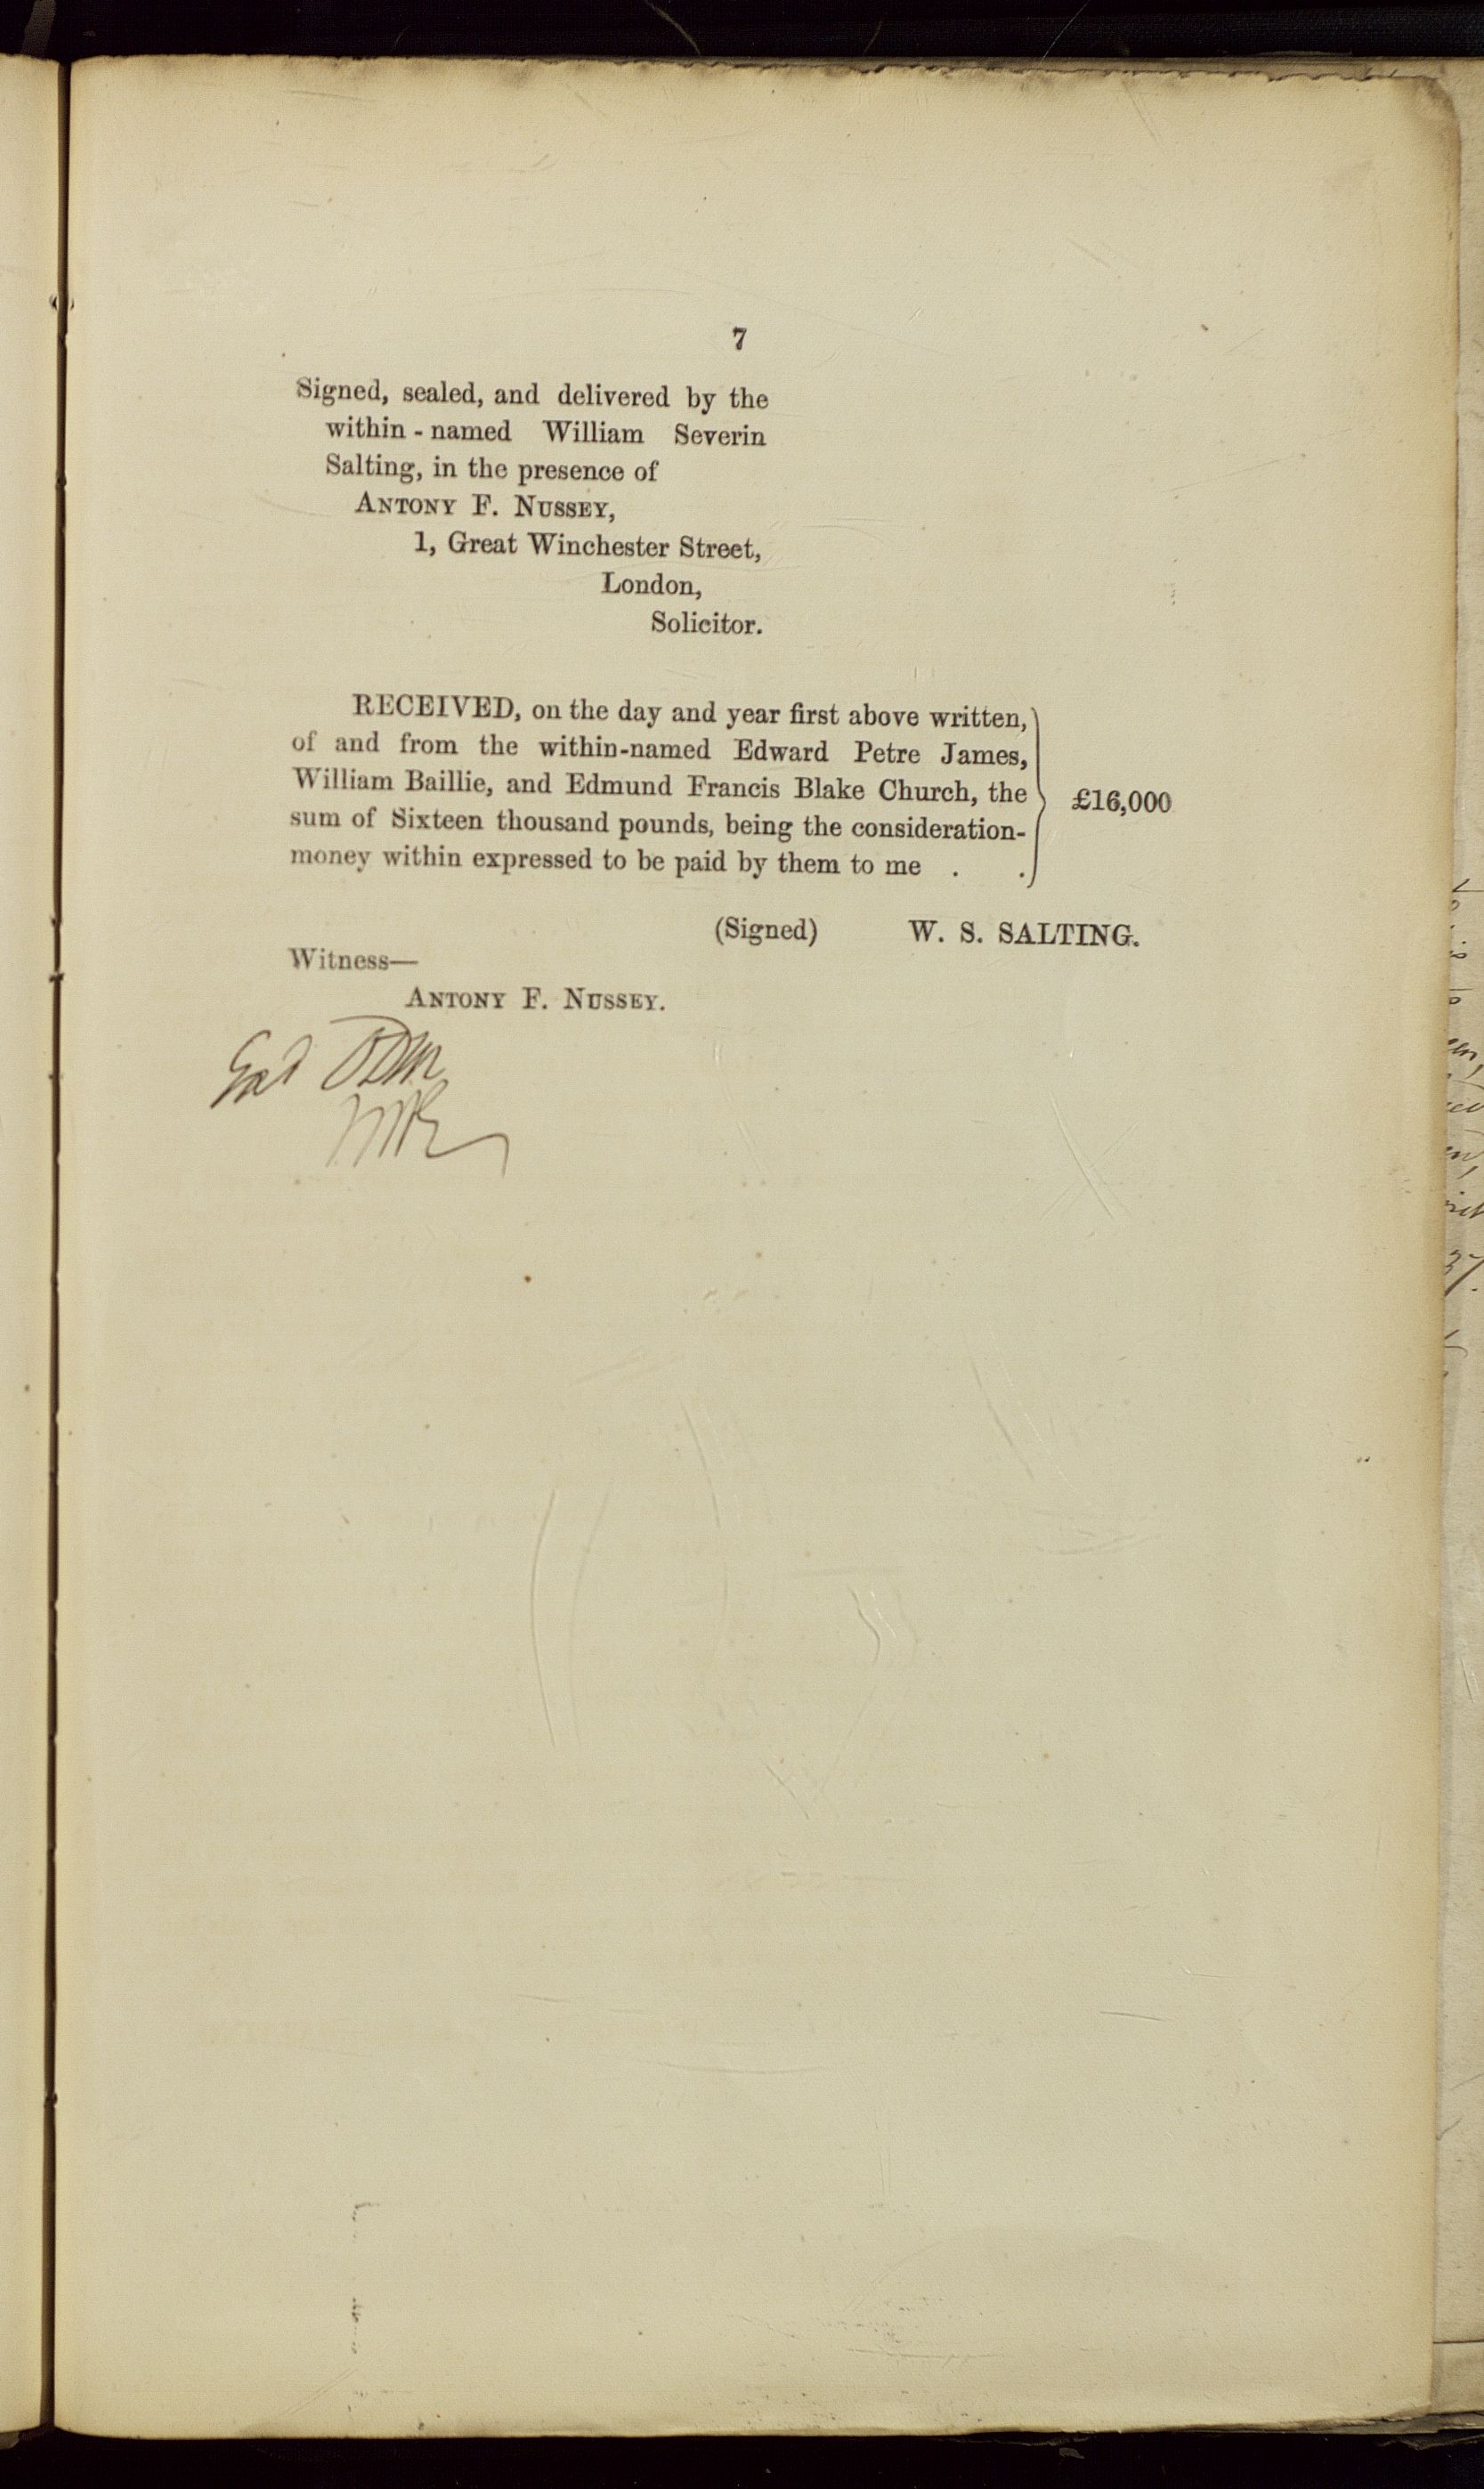 7
Signed, sealed, and delivered by the
within-named William Severin
Salting, in the presence of
ANTONY F. NUSSEY,
1, Great Winchester Street,
London,
Solicitor.
RECEIVED, on the day and year first above written,
of and from the within-named Edward Petre James,
William Baillie, and Edmund Francis Blake Church, the
sum of Sixteen thousand pounds, being the consideration-
money within expressed to be paid by them to me . .
£16,000
(Signed) W. S. SALTING.
Witness—
ANTONY F. NUSSEY.